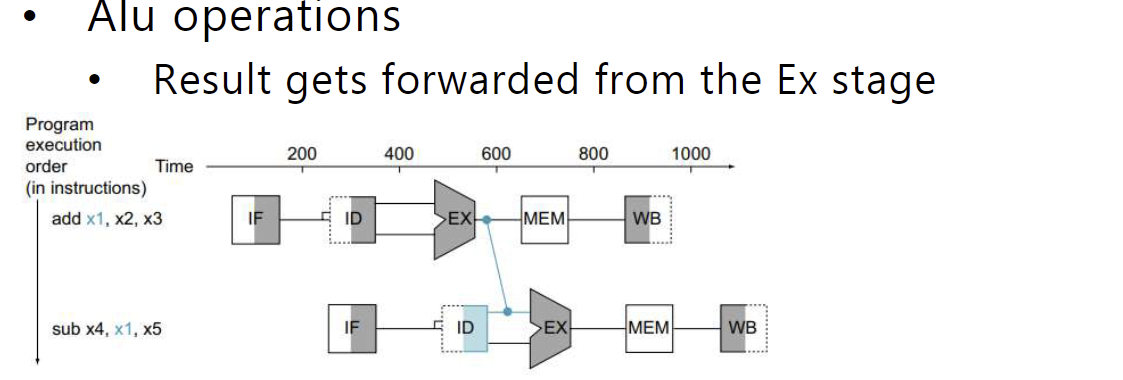 • Alu operations
• Result gets forwarded from the Ex stage
Program
execution
order
(in instructions)
Time
200 400 600 800 1000
add x1, x2, x3
IF ID EX MEM WB
sub x4, x1, x5
IF ID EX MEM WB